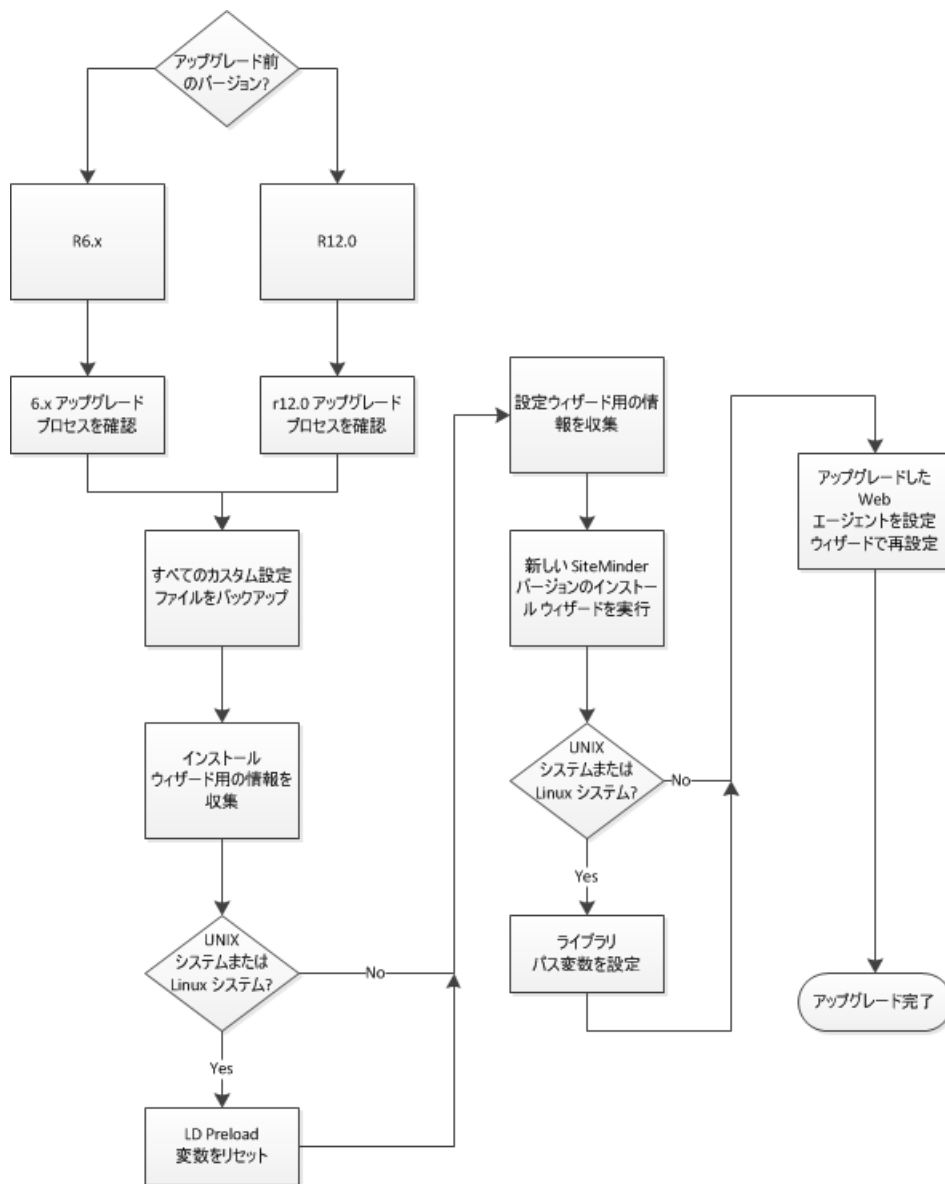 アップグレード前
のバージョン?
R6.x
R12.0
6.x アップグレード
プロセスを確認
r12.0 アップグレード
プロセスを確認
すべてのカスタム設定
ファイルをバックアップ
インストール
ウィザード用の情報を
収集
UNIX
システムまたは
Linux システム?
No
Yes
LD Preload
変数をリセット
設定ウィザード用の情
報を収集
新しい SiteMinder
バージョンのインストー
ル ウィザードを実行
UNIX
システムまたは
Linux システム?
No
Yes
ライブラリ
パス変数を設定
アップグレードした
Web
エージェントを設定
ウィザードで再設定
アップグレード完了